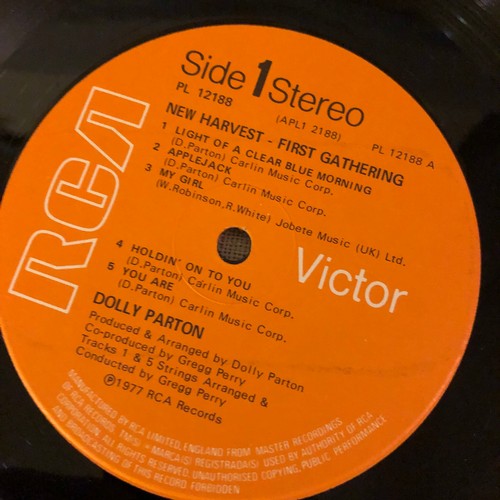 RCA
Side 1 Stereo
PL 12188
(APL1 2188)
PL 12188 A
NEW HARVEST - FIRST GATHERING
1 LIGHT OF A CLEAR BLUE MORNING
(D.Parton) Carlin Music Corp.
2 APPLEJACK
(D.Parton) Carlin Music Corp.
3 MY GIRL
(W.Robinson,R.White) Jobete Music (UK) Ltd.
Victor
4 HOLDIN' ON TO YOU
(D.Parton) Carlin Music Corp.
5 YOU ARE
(D.Parton) Carlin Music Corp.
DOLLY PARTON
Produced & Arranged by Dolly Parton
Co-produced by Gregg Perry
Tracks 1 & 5 Strings Arranged &
Conducted by Gregg Perry
℗1977 RCA Records
MANUFACTURED BY RCA LIMITED, ENGLAND FROM MASTER RECORDINGS
OF RCA RECORDS TM(S) – MARCA(S) REGISTRADA(S) USED BY AUTHORITY OF RCA
CORPORATION. ALL RIGHTS RESERVED. UNAUTHORISED COPYING, PUBLIC PERFORMANCE,
AND BROADCASTING OF THIS RECORD FORBIDDEN